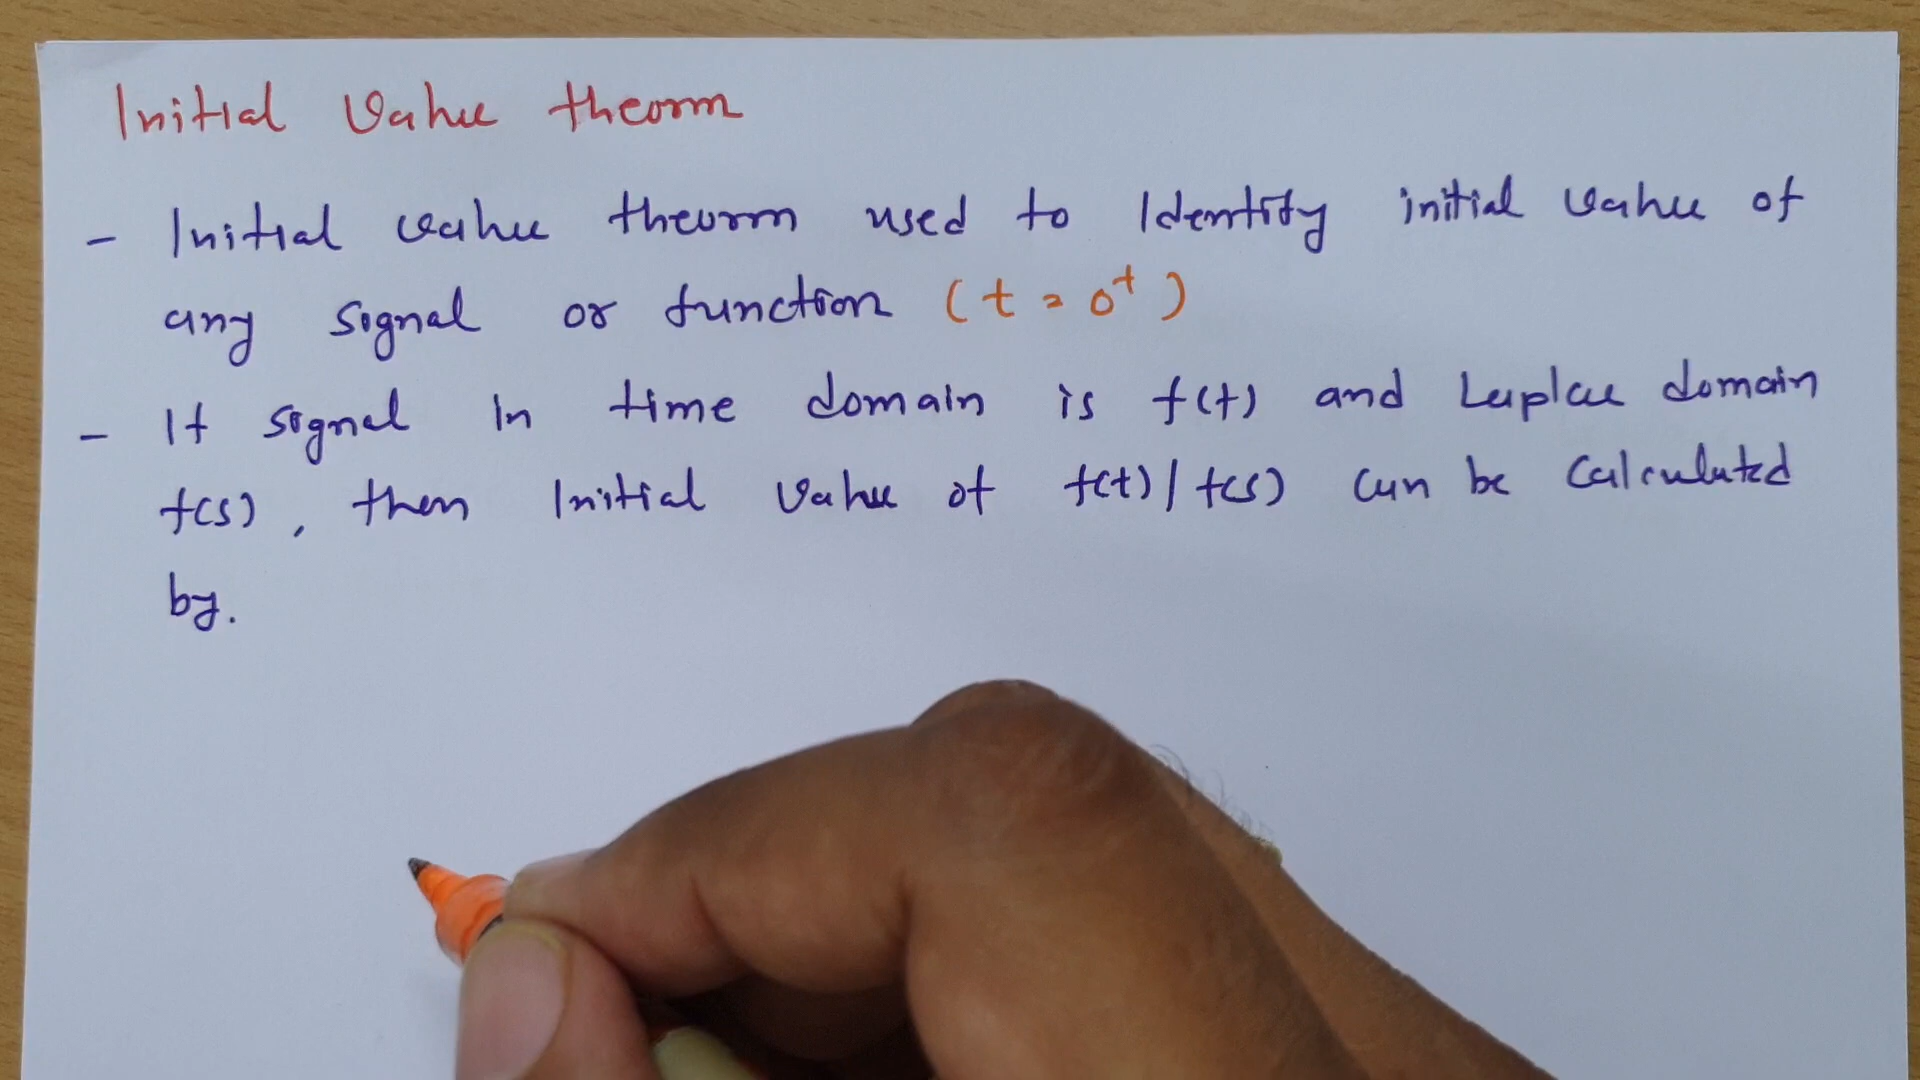 Initial Value theorm
- Initial value theorm used to Identify initial value of
any signal or function (t = 0⁺)
- If signal in time domain is f(t) and Laplace domain
f(s), then Initial value of f(t)/f(s) can be calculated
by.